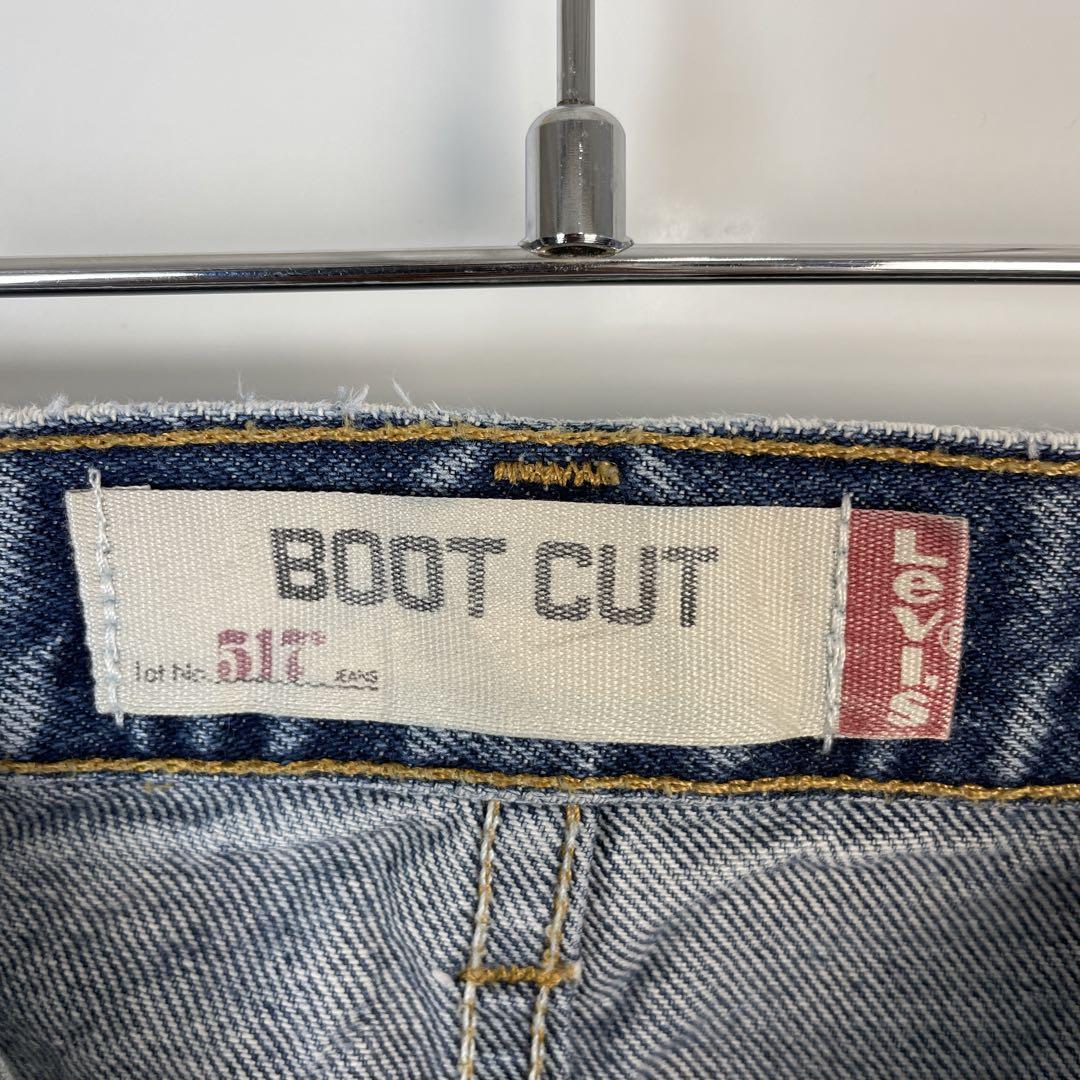 BOOT CUT
Lot No. 517 JEANS
Levi's®